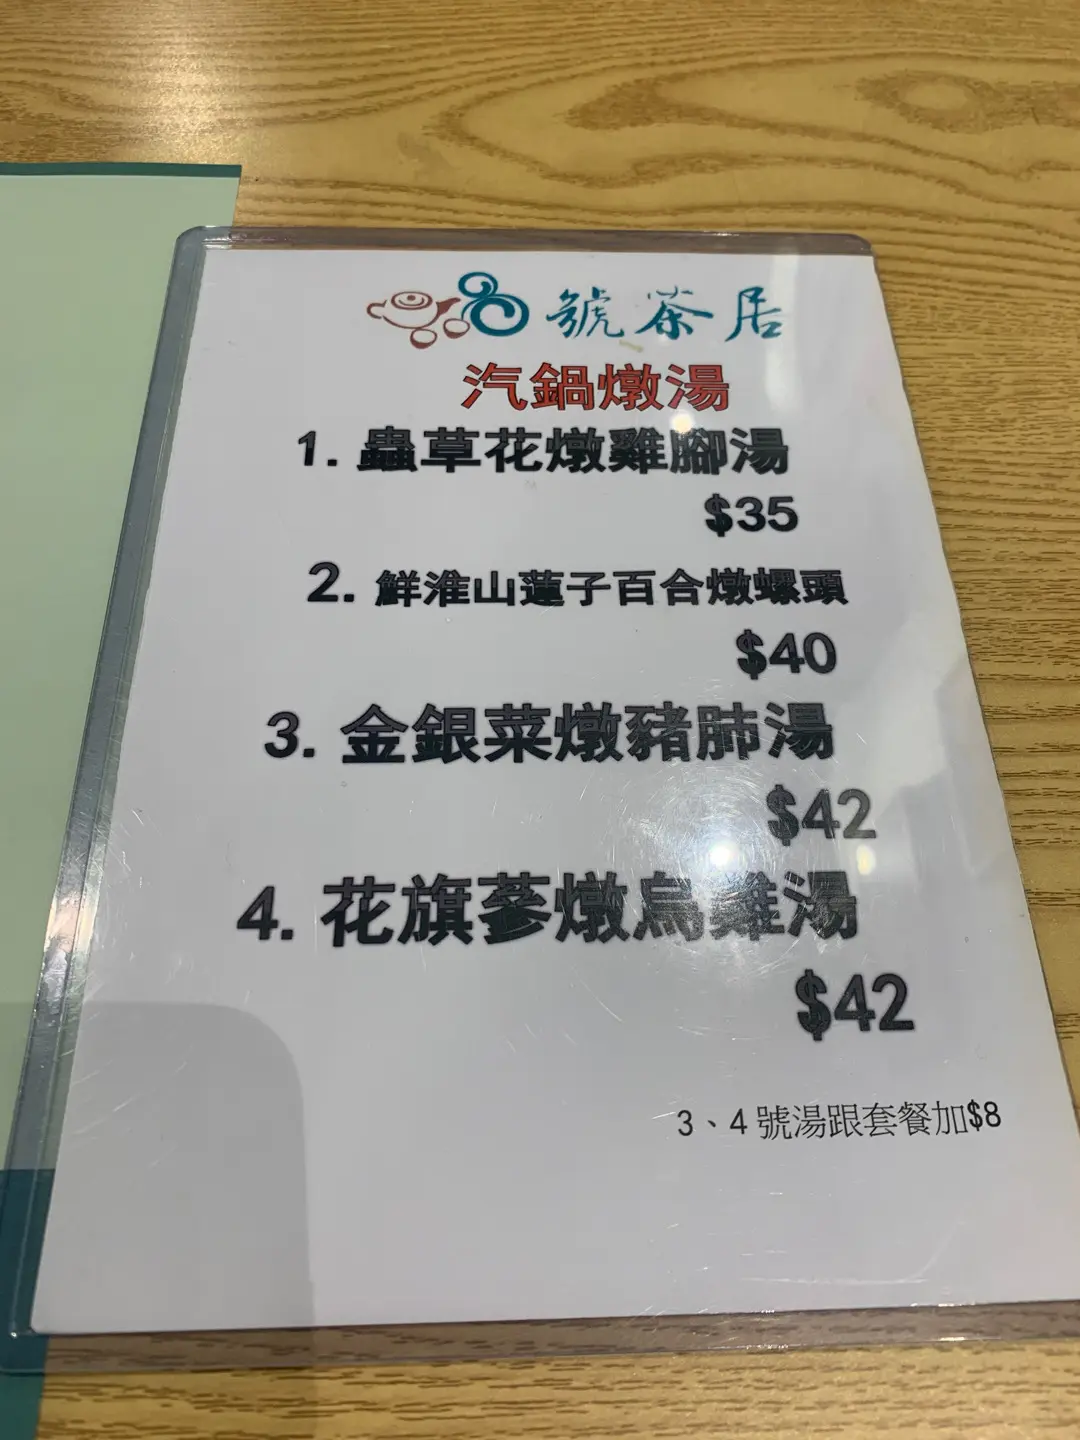 8號茶居
汽鍋燉湯
1. 蟲草花燉雞腳湯
$35
2. 鮮淮山蓮子百合燉螺頭
$40
3. 金銀菜燉豬肺湯
$42
4. 花旗蔘燉烏雞湯
$42
3、4 號湯跟套餐加$8